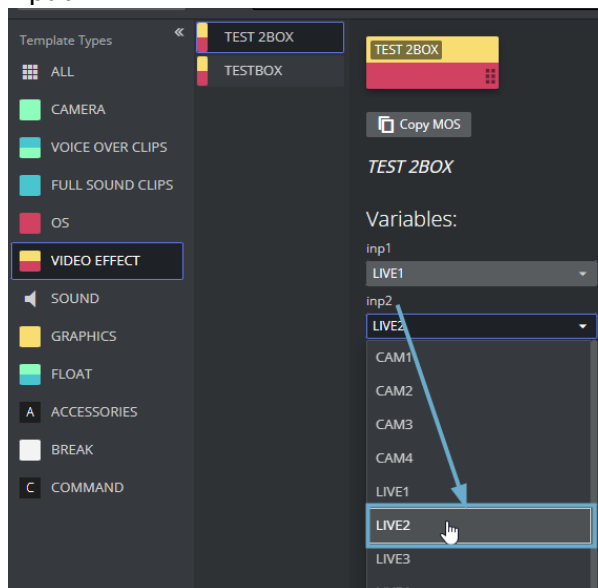 Template Types
«
ALL
CAMERA
VOICE OVER CLIPS
FULL SOUND CLIPS
OS
VIDEO EFFECT
SOUND
GRAPHICS
FLOAT
A ACCESSORIES
BREAK
C COMMAND
TEST 2BOX
TESTBOX
TEST 2BOX
Copy MOS
TEST 2BOX
Variables:
inp1
LIVE1
inp2
LIVE2
CAM1
CAM2
CAM3
CAM4
LIVE1
LIVE2
LIVE3